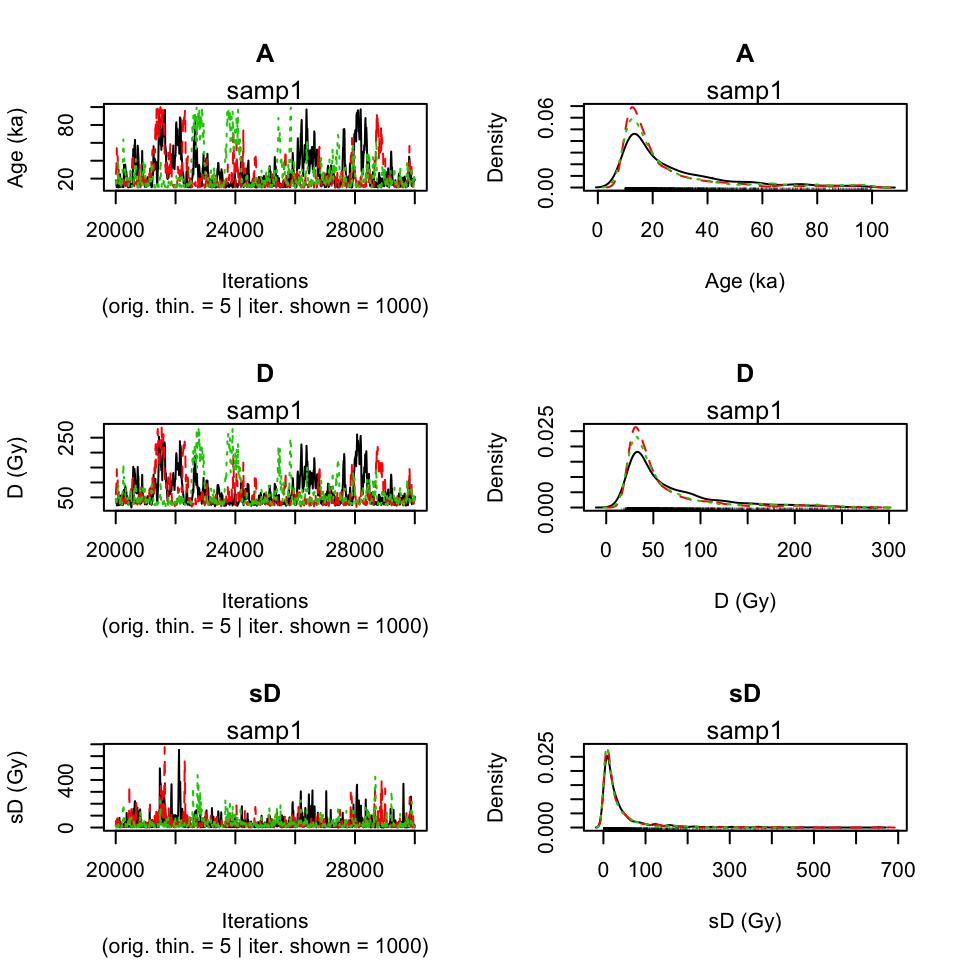 A
samp1
Age (ka)
80
20
20000 24000 28000
Iterations
(orig. thin. = 5 | iter. shown = 1000)
A
samp1
Density
0.06
0.00
0 20 40 60 80 100
Age (ka)
D
samp1
D (Gy)
250
50
20000 24000 28000
Iterations
(orig. thin. = 5 | iter. shown = 1000)
D
samp1
Density
0.025
0.000
0 50 100 200 300
D (Gy)
sD
samp1
sD (Gy)
400
0
20000 24000 28000
Iterations
(orig. thin. = 5 | iter. shown = 1000)
sD
samp1
Density
0.025
0.000
0 100 300 500 700
sD (Gy)